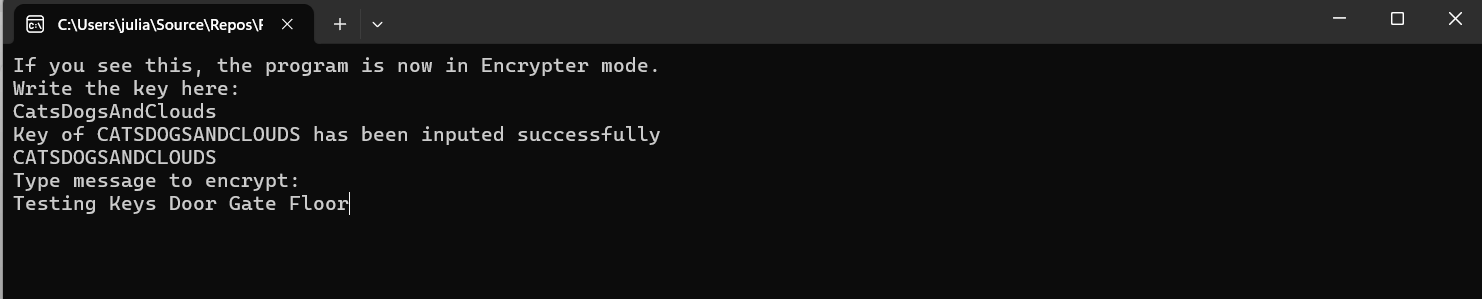 C:\Users\julia\Source\Repos\F
If you see this, the program is now in Encrypter mode.
Write the key here:
CatsDogsAndClouds
Key of CATSDOGSANDCLOUDS has been inputed successfully
CATSDOGSANDCLOUDS
Type message to encrypt:
Testing Keys Door Gate Floor